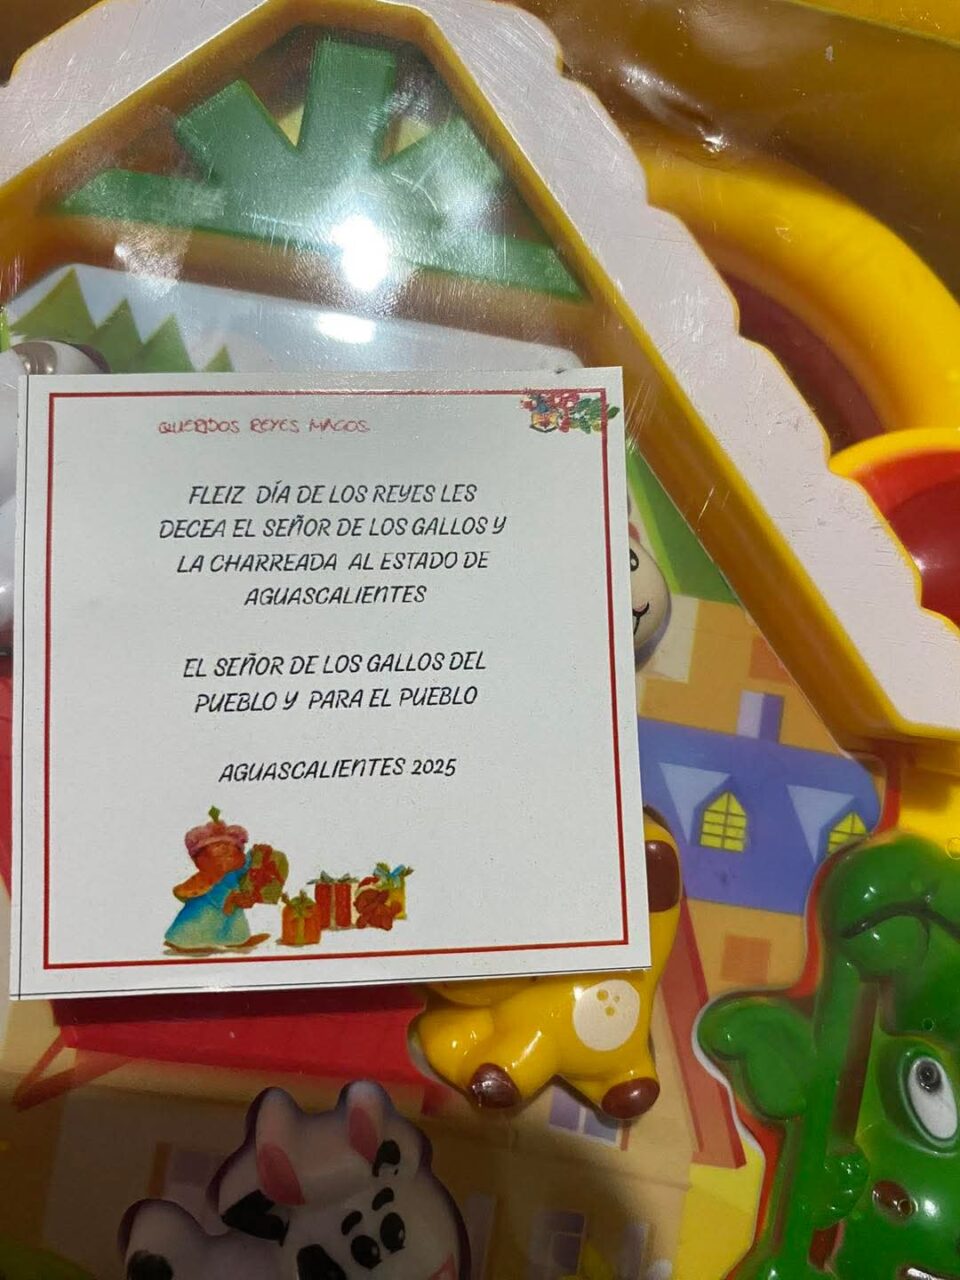 QUERIDOS REYES MAGOS
FLEIZ DÍA DE LOS REYES LES
DECEA EL SEÑOR DE LOS GALLOS Y
LA CHARREADA AL ESTADO DE
AGUASCALIENTES
EL SEÑOR DE LOS GALLOS DEL
PUEBLO Y PARA EL PUEBLO
AGUASCALIENTES 2025